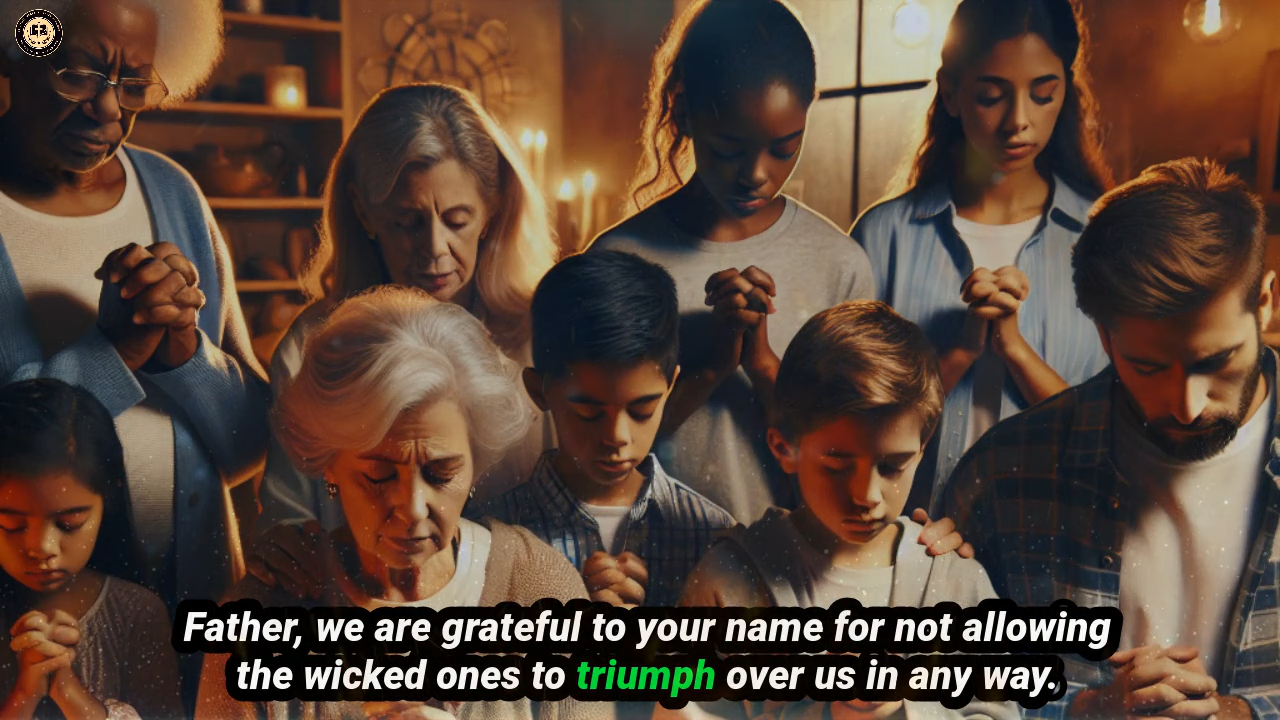 Father, we are grateful to your name for not allowing
the wicked ones to triumph over us in any way.